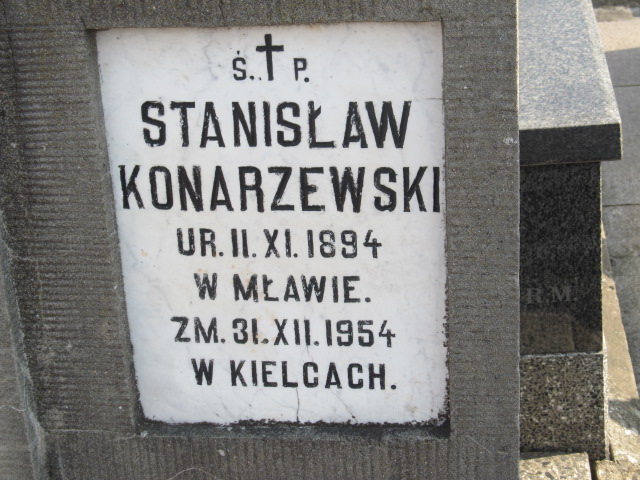 Ś. P.
STANISŁAW
KONARZEWSKI
UR. 11. XI. 1894
W MŁAWIE.
ZM. 31. XII. 1954
W KIELCACH.
R.M.